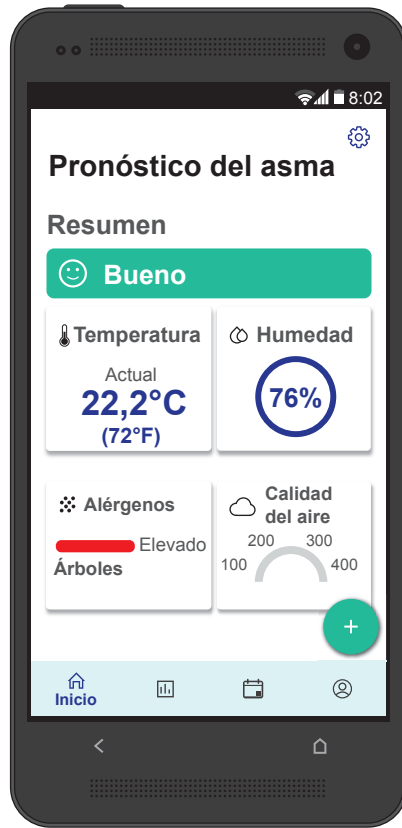 8:02
Pronóstico del asma
Resumen
Bueno
Temperatura
Actual
22,2°C
(72°F)
Humedad
76%
Alérgenos
Elevado
Árboles
Calidad
del aire
200 300
100 400
+
Inicio